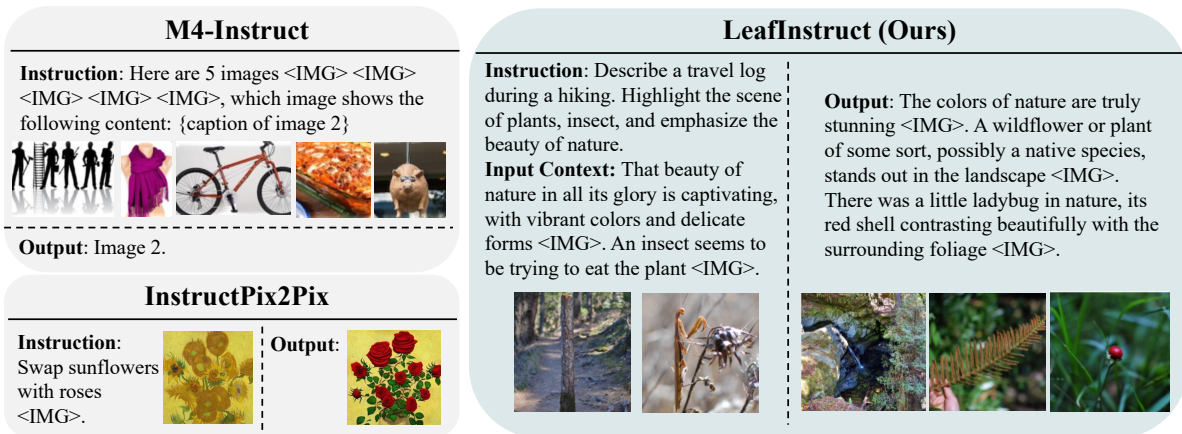 M4-Instruct
Instruction: Here are 5 images <IMG> <IMG>
<IMG> <IMG> <IMG>, which image shows the
following content: {caption of image 2}
Output: Image 2.
InstructPix2Pix
Instruction:
Swap sunflowers
with roses
<IMG>.
Output:
LeafInstruct (Ours)
Instruction: Describe a travel log
during a hiking. Highlight the scene
of plants, insect, and emphasize the
beauty of nature.
Input Context: That beauty of
nature in all its glory is captivating,
with vibrant colors and delicate
forms <IMG>. An insect seems to
be trying to eat the plant <IMG>.
Output: The colors of nature are truly
stunning <IMG>. A wildflower or plant
of some sort, possibly a native species,
stands out in the landscape <IMG>.
There was a little ladybug in nature, its
red shell contrasting beautifully with the
surrounding foliage <IMG>.